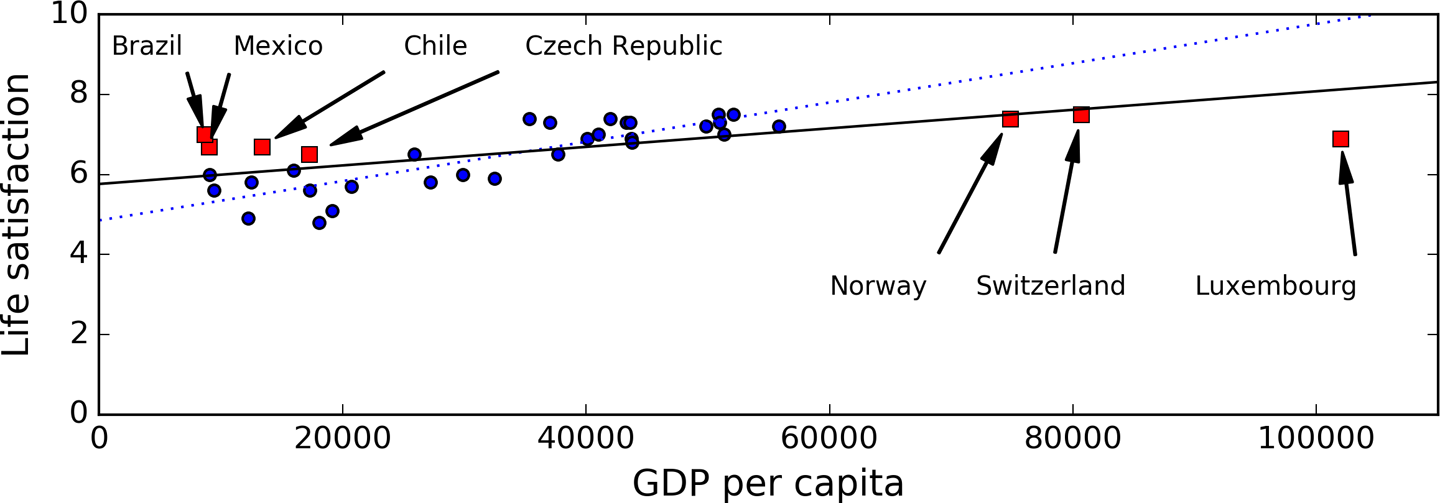 10
Brazil Mexico Chile Czech Republic
8
6
4
Norway Switzerland Luxembourg
2
0
0 20000 40000 60000 80000 100000
GDP per capita
Life satisfaction